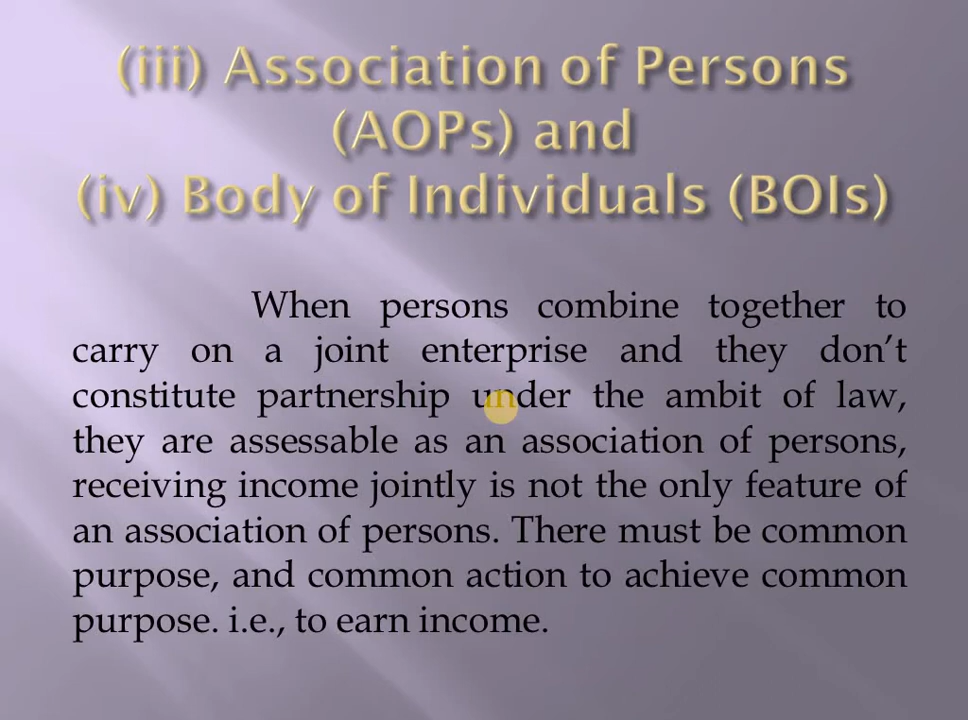 (iii) Association of Persons
(AOPs) and
(iv) Body of Individuals (BOIs)
When persons combine together to
carry on a joint enterprise and they don’t
constitute partnership under the ambit of law,
they are assessable as an association of persons,
receiving income jointly is not the only feature of
an association of persons. There must be common
purpose, and common action to achieve common
purpose. i.e., to earn income.